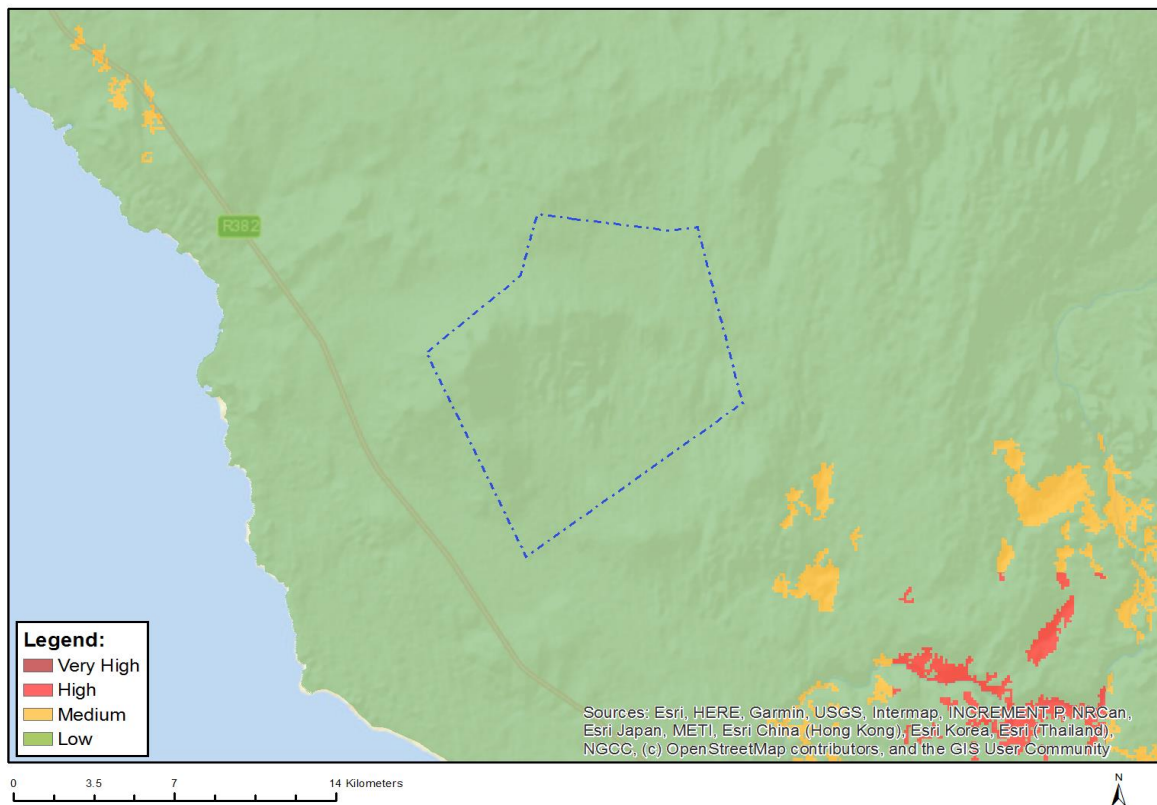 R382
Legend:
Very High
High
Medium
Low
Sources: Esri, HERE, Garmin, USGS, Intermap, INCREMENT P, NRCan,
Esri Japan, METI, Esri China (Hong Kong), Esri Korea, Esri (Thailand),
NGCC, (c) OpenStreetMap contributors, and the GIS User Community
0 3.5 7 14 Kilometers
N